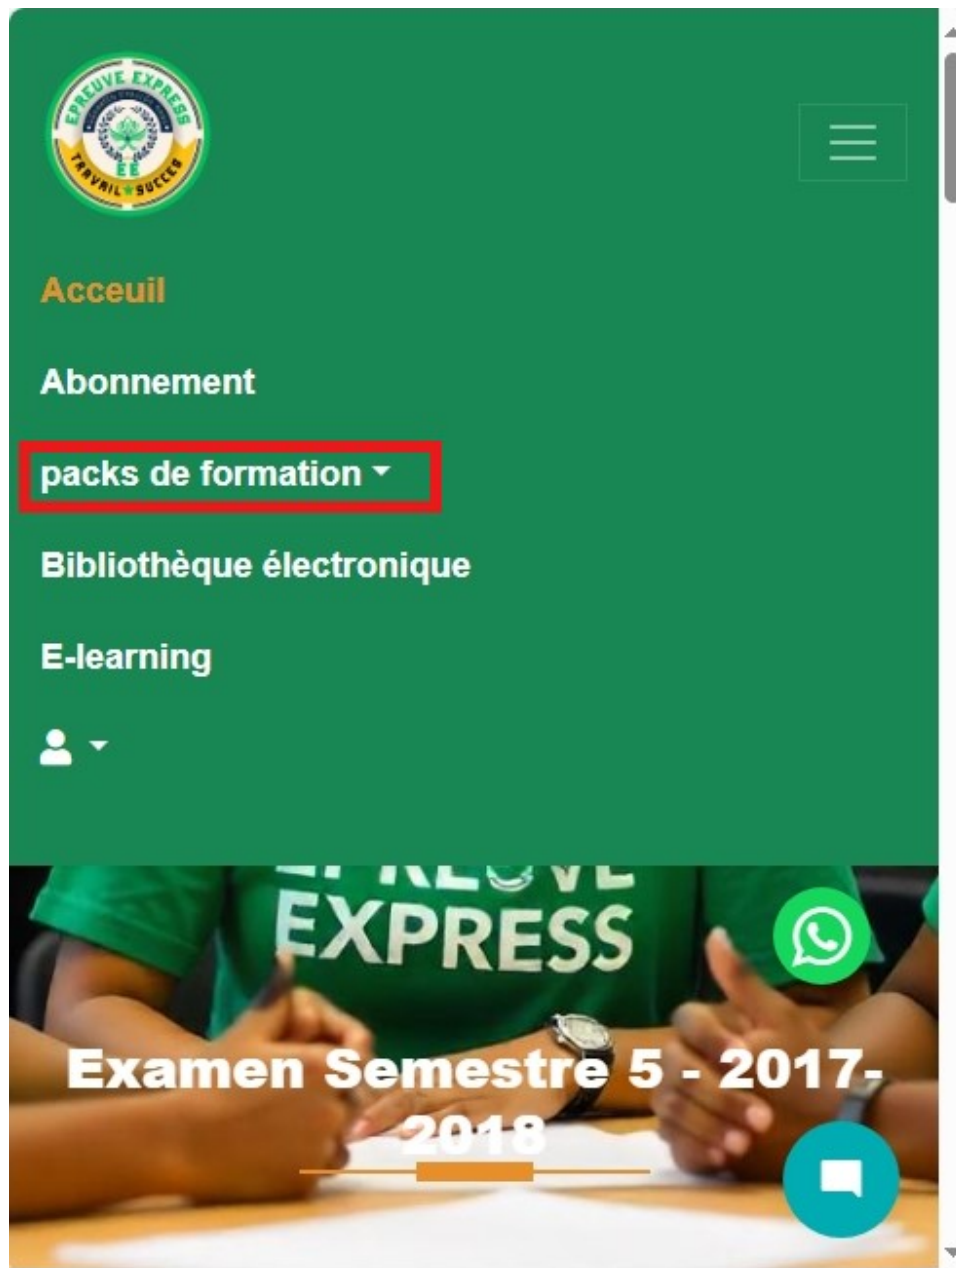 EPREUVE EXPRESS
EE
TRAVAIL★SUCCES
Acceuil
Abonnement
packs de formation
Bibliothèque électronique
E-learning
EPREUVE
EXPRESS
Examen Semestre 5 - 2017-
2018